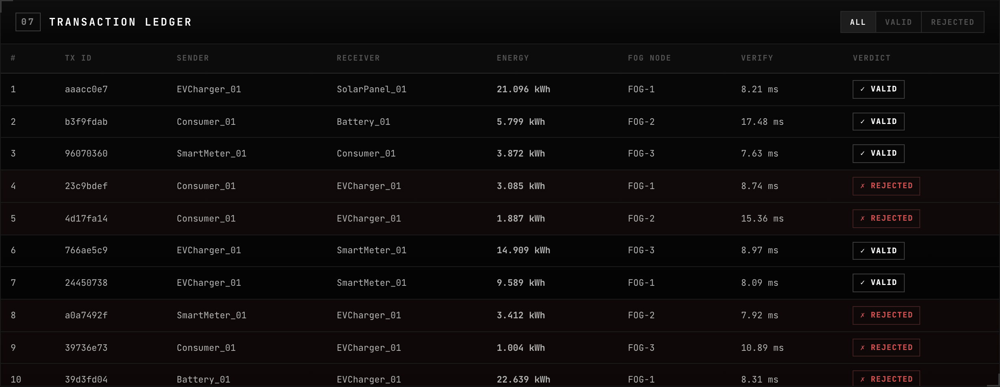 07 TRANSACTION LEDGER ALL VALID REJECTED
# TX ID SENDER RECEIVER ENERGY FOG NODE VERIFY VERDICT
1 aaacc0e7 EVCharger_01 SolarPanel_01 21.096 kWh FOG-1 8.21 ms ✓ VALID
2 b3f9fdab Consumer_01 Battery_01 5.799 kWh FOG-2 17.48 ms ✓ VALID
3 96070360 SmartMeter_01 Consumer_01 3.872 kWh FOG-3 7.63 ms ✓ VALID
4 23c9bdef Consumer_01 EVCharger_01 3.085 kWh FOG-1 8.74 ms ✗ REJECTED
5 4d17fa14 Consumer_01 EVCharger_01 1.887 kWh FOG-2 15.36 ms ✗ REJECTED
6 766ae5c9 EVCharger_01 SmartMeter_01 14.909 kWh FOG-3 8.97 ms ✓ VALID
7 24450738 EVCharger_01 SmartMeter_01 9.589 kWh FOG-1 8.09 ms ✓ VALID
8 a0a7492f SmartMeter_01 EVCharger_01 3.412 kWh FOG-2 7.92 ms ✗ REJECTED
9 39736e73 Consumer_01 EVCharger_01 1.004 kWh FOG-3 10.89 ms ✗ REJECTED
10 39d3fd04 Battery_01 EVCharger_01 22.639 kWh FOG-1 8.31 ms ✗ REJECTED